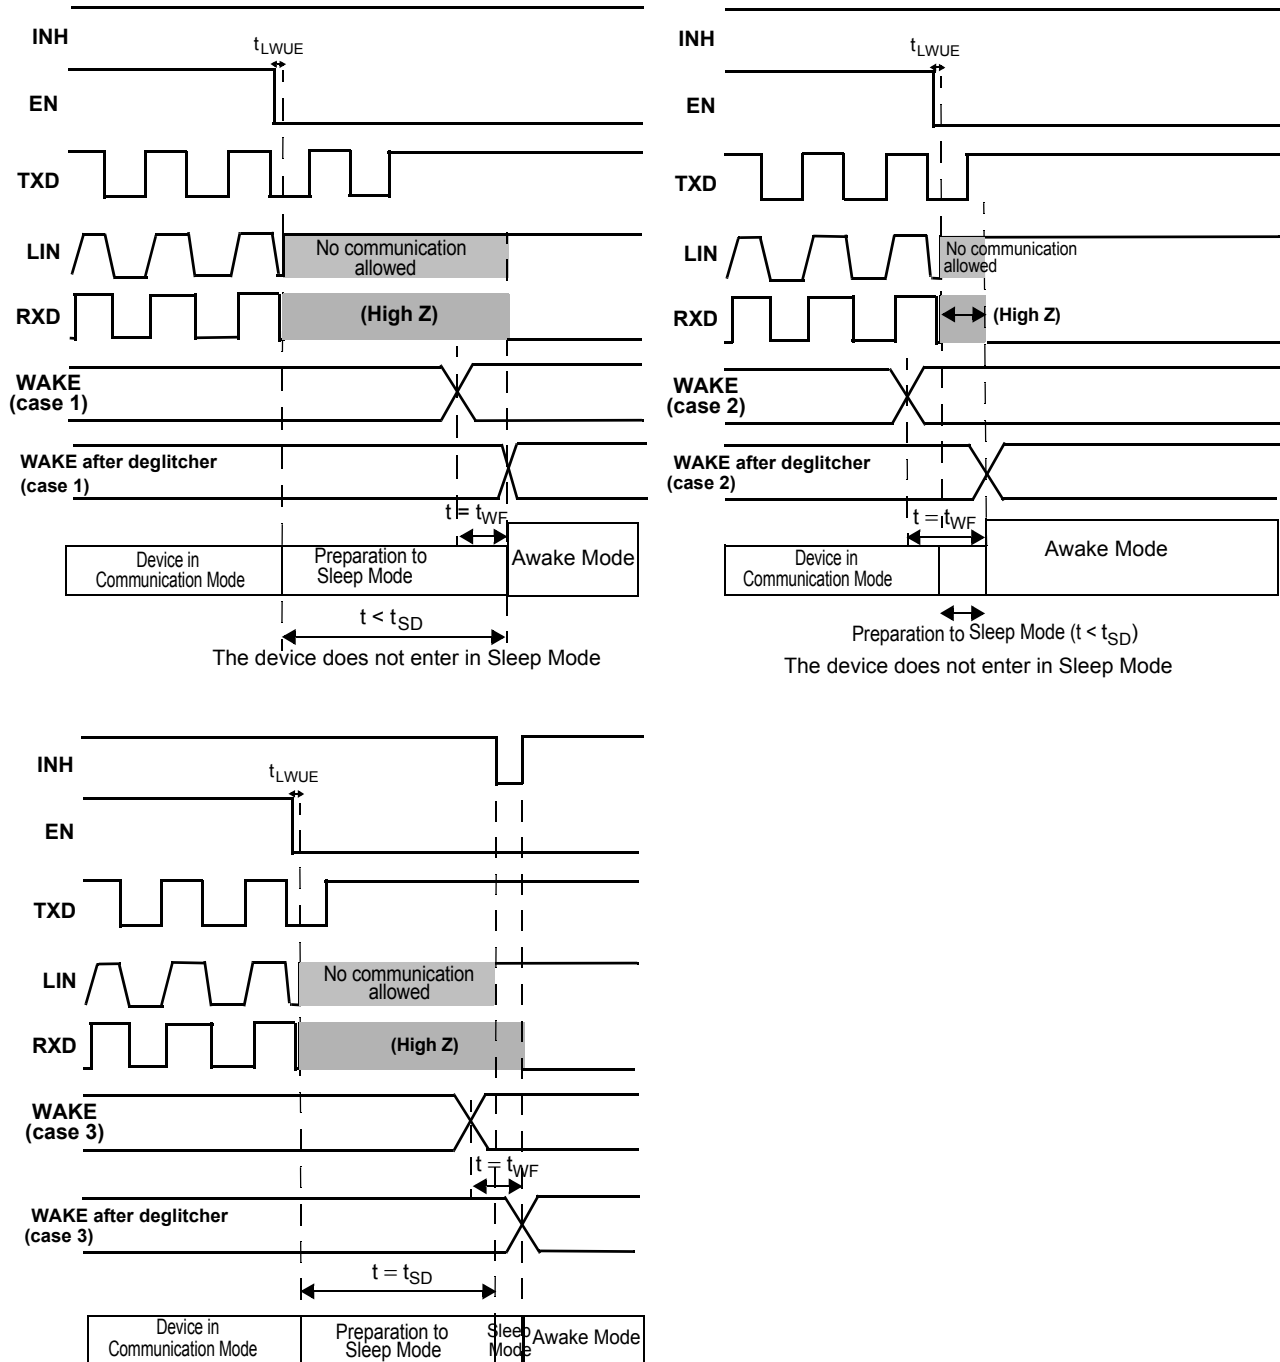 INH
tLWUE
EN
TXD
LIN
No communication
allowed
RXD
(High Z)
WAKE
(case 1)
WAKE after deglitcher
(case 1)
t = tWF
Device in
Communication Mode
Preparation to
Sleep Mode
Awake Mode
t < tSD
The device does not enter in Sleep Mode
INH
tLWUE
EN
TXD
LIN
No communication
allowed
RXD
(High Z)
WAKE
(case 2)
WAKE after deglitcher
(case 2)
t = tWF
Device in
Communication Mode
Awake Mode
Preparation to Sleep Mode (t < tSD)
The device does not enter in Sleep Mode
INH
tLWUE
EN
TXD
LIN
No communication
allowed
RXD
(High Z)
WAKE
(case 3)
t = tWF
WAKE after deglitcher
(case 3)
t = tSD
Device in
Communication Mode
Preparation to
Sleep Mode
Sleep
Mode
Awake Mode